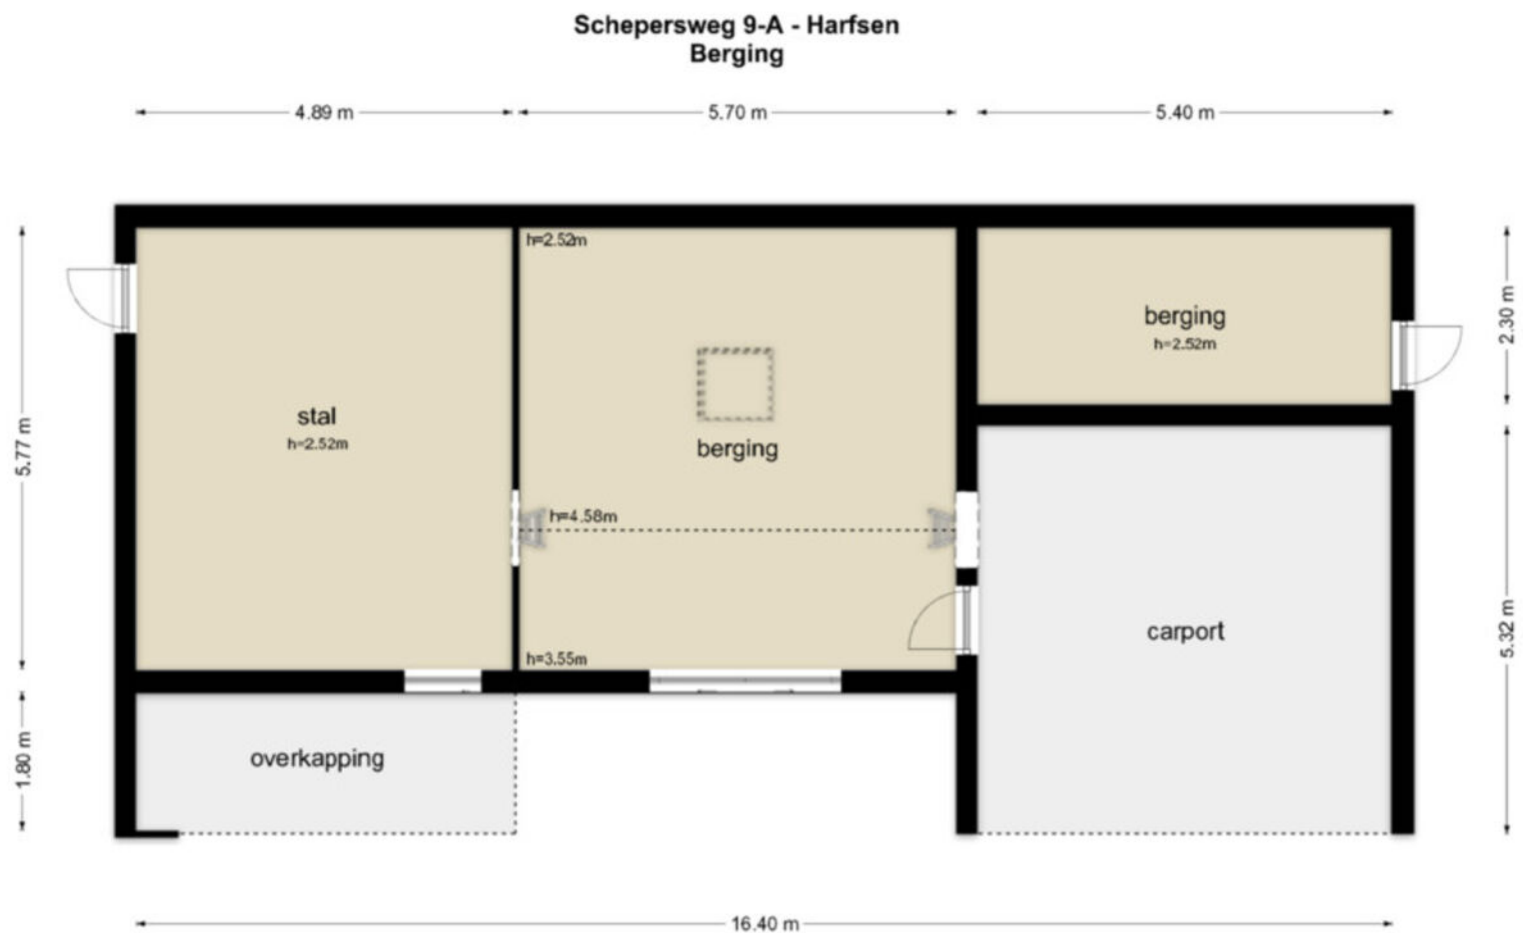 Schepersweg 9-A - Harfsen
Berging
4.89 m
5.70 m
5.40 m
h=2.52m
berging
h=2.52m
2.30 m
stal
h=2.52m
5.77 m
berging
h=4.58m
carport
5.32 m
h=3.55m
overkapping
1.80 m
16.40 m